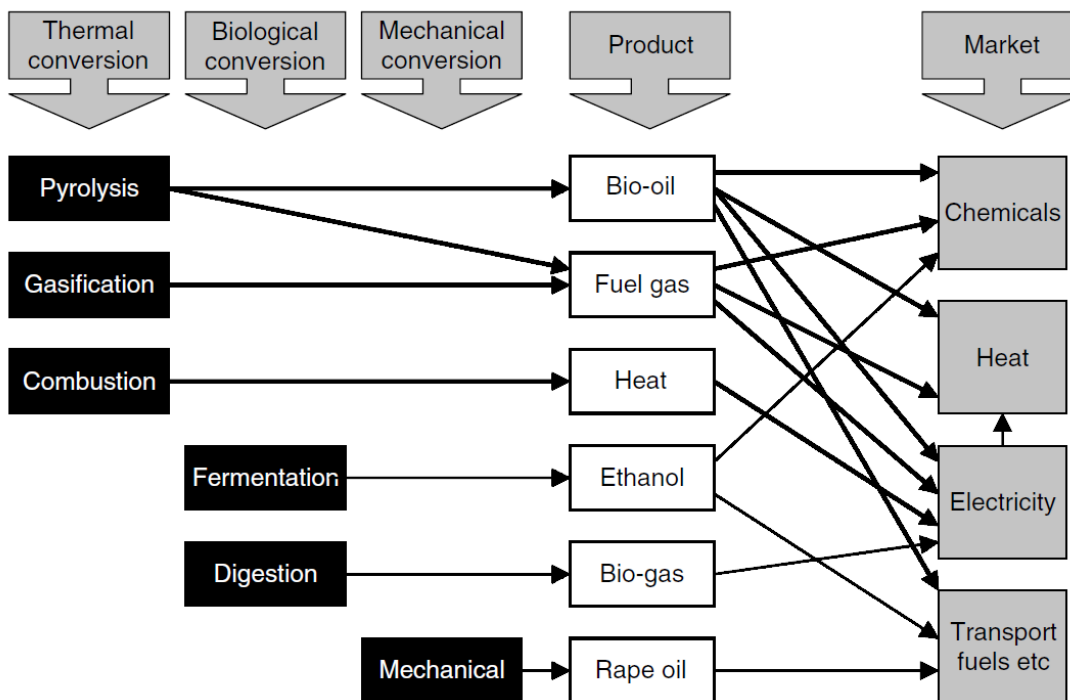 Thermal
conversion
Biological
conversion
Mechanical
conversion
Product
Market
Pyrolysis
Bio-oil
Chemicals
Gasification
Fuel gas
Heat
Combustion
Heat
Fermentation
Ethanol
Electricity
Digestion
Bio-gas
Transport
fuels etc
Mechanical
Rape oil